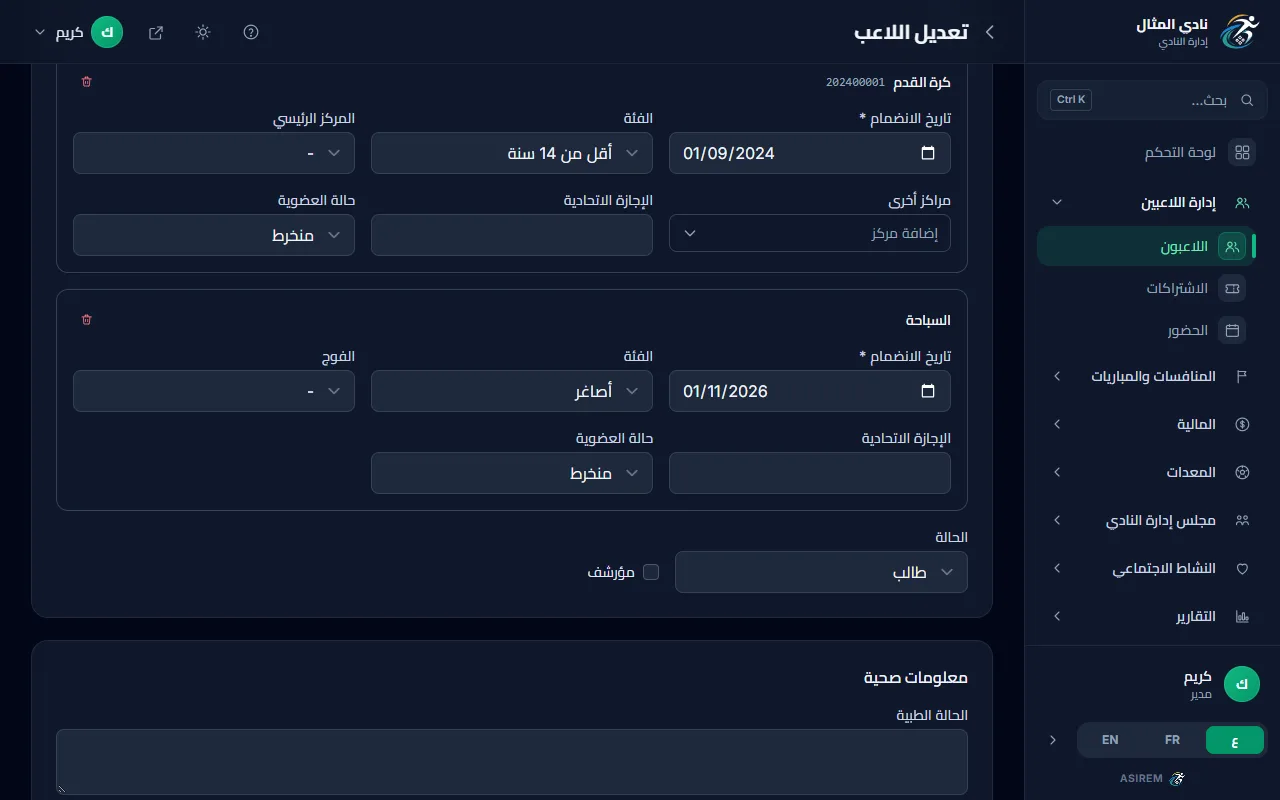 نادي المثال
إدارة النادي
بحث...
Ctrl K
لوحة التحكم
إدارة اللاعبين
اللاعبون
الاشتراكات
الحضور
المنافسات والمباريات
المالية
المعدات
مجلس إدارة النادي
النشاط الاجتماعي
التقارير
كريم
مدير
ك
ع
FR
EN
ASIREM
تعديل اللاعب
ك
كريم
كرة القدم 202400001
تاريخ الانضمام *
الفئة
المركز الرئيسي
01/09/2024
أقل من 14 سنة
-
مراكز أخرى
الإجازة الاتحادية
حالة العضوية
إضافة مركز
منخرط
السباحة
تاريخ الانضمام *
الفئة
الفوج
01/11/2026
أصاغر
-
الإجازة الاتحادية
حالة العضوية
منخرط
الحالة
طالب
مؤرشف
معلومات صحية
الحالة الطبية